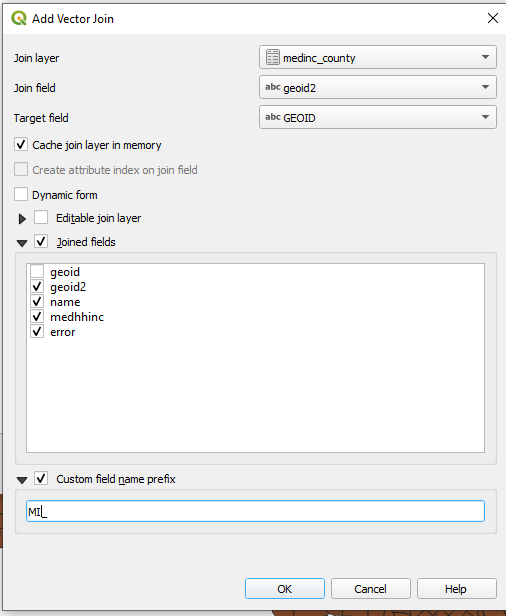 Add Vector Join
Join layer medinc_county
Join field abc geoid2
Target field abc GEOID
Cache join layer in memory
Create attribute index on join field
Dynamic form
Editable join layer
Joined fields
geoid
geoid2
name
medhhinc
error
Custom field name prefix
MI_
OK Cancel Help